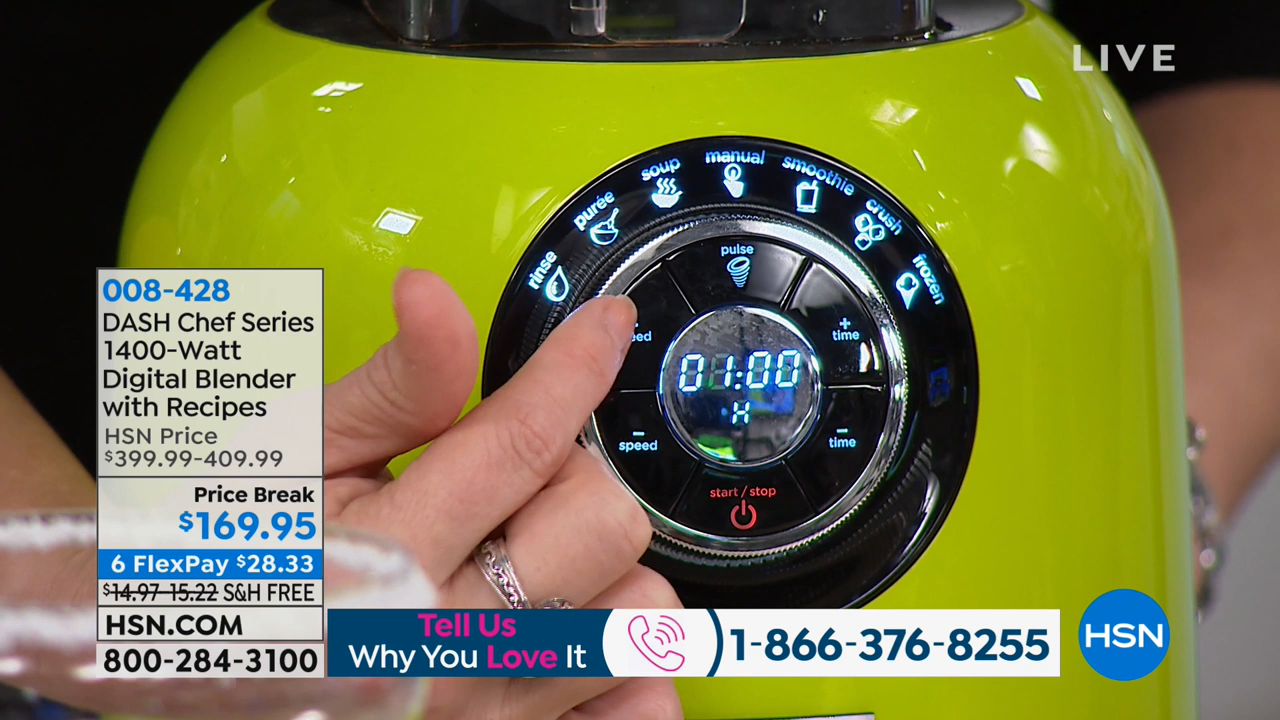 LIVE
rinse
purée
soup
manual
smoothie
crush
frozen
pulse
+
time
01:00
speed
time
start/stop
008-428
DASH Chef Series
1400-Watt
Digital Blender
with Recipes
HSN Price
$399.99-409.99
Price Break
$169.95
6 FlexPay $28.33
$14.97-15.22 S&H FREE
HSN.COM
800-284-3100
Tell Us
Why You Love It
1-866-376-8255
HSN